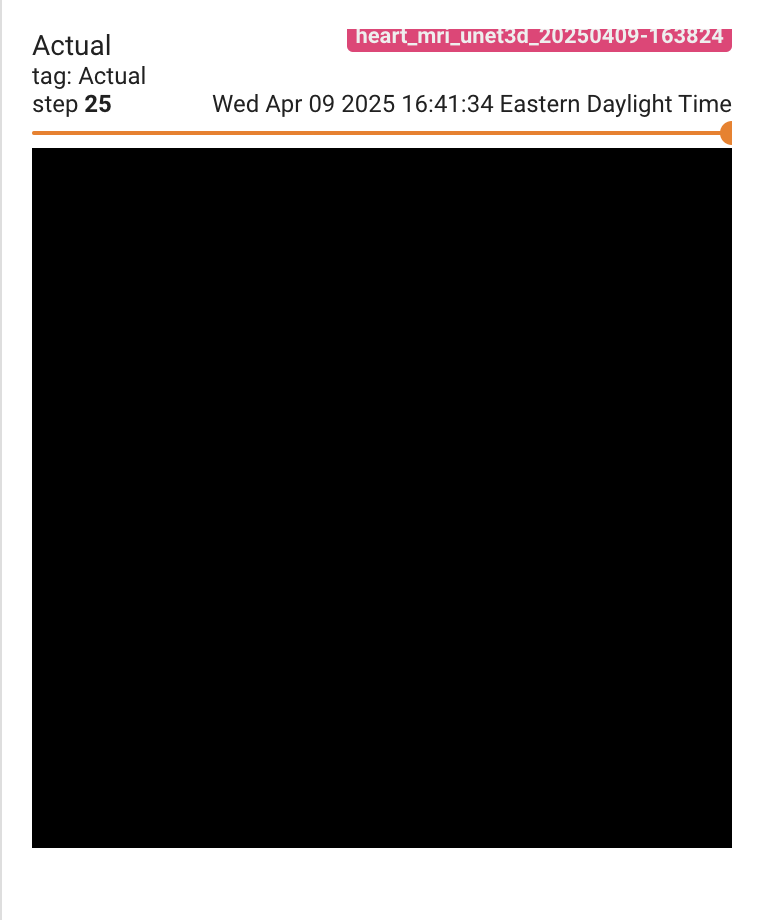 Actual
heart_mri_unet3d_20250409-163824
tag: Actual
step 25
Wed Apr 09 2025 16:41:34 Eastern Daylight Time